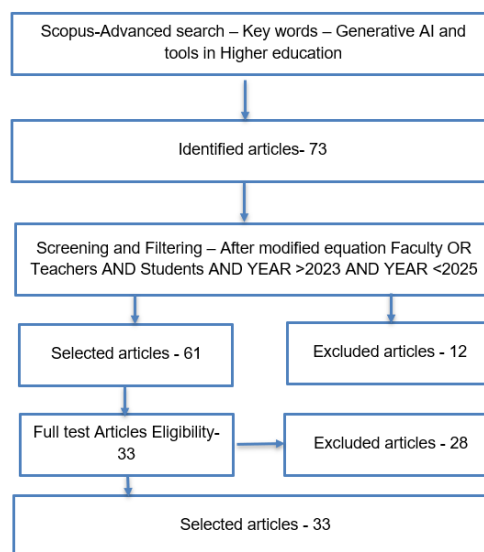 Scopus-Advanced search – Key words – Generative AI and
tools in Higher education
Identified articles- 73
Screening and Filtering – After modified equation Faculty OR
Teachers AND Students AND YEAR >2023 AND YEAR <2025
Selected articles - 61
Excluded articles - 12
Full test Articles Eligibility-
33
Excluded articles - 28
Selected articles - 33